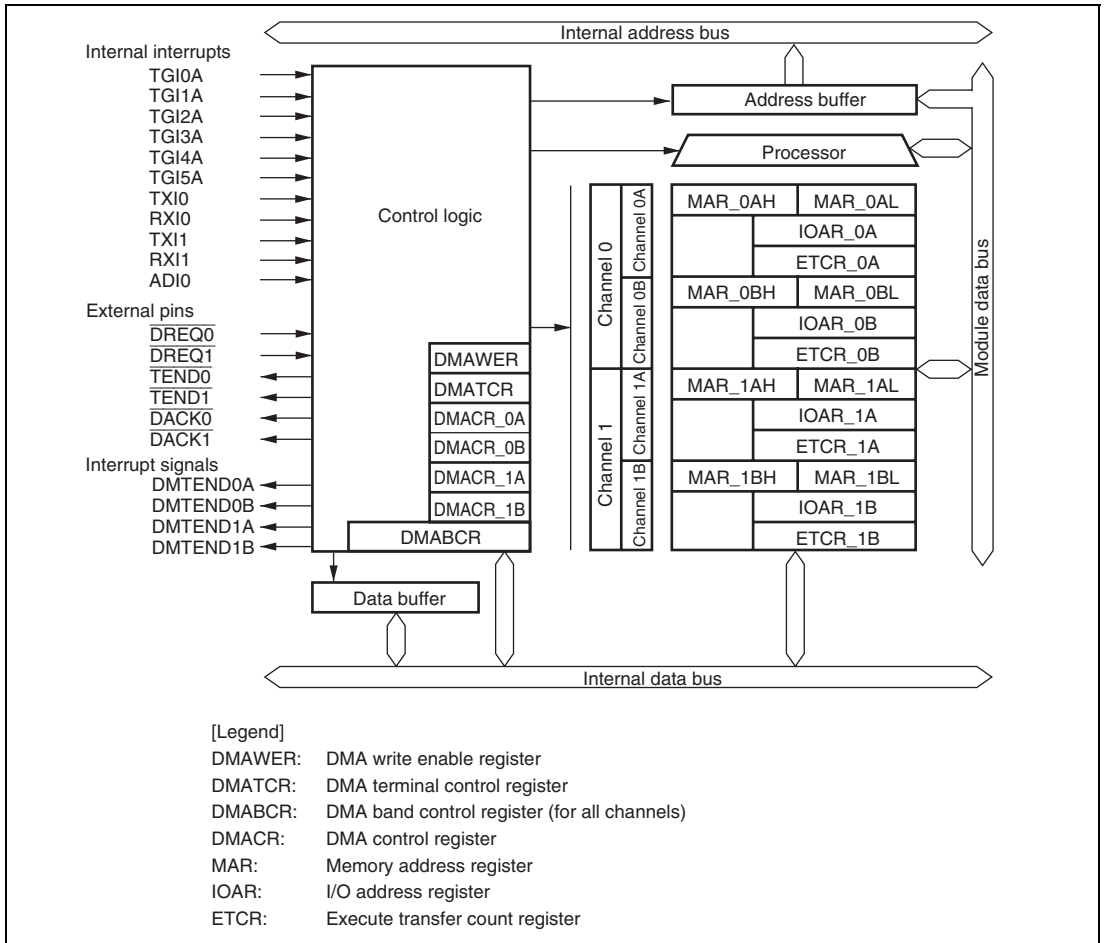 Internal address bus
Internal interrupts
TGI0A
TGI1A
TGI2A
TGI3A
TGI4A
TGI5A
TXI0
RXI0
TXI1
RXI1
ADI0
External pins
DREQ0
DREQ1
TEND0
TEND1
DACK0
DACK1
Interrupt signals
DMTEND0A
DMTEND0B
DMTEND1A
DMTEND1B
Control logic
DMAWER
DMATCR
DMACR_0A
DMACR_0B
DMACR_1A
DMACR_1B
DMABCR
Data buffer
Address buffer
Processor
Channel 0
Channel 0A
Channel 0B
Channel 1
Channel 1A
Channel 1B
MAR_0AH MAR_0AL
IOAR_0A
ETCR_0A
MAR_0BH MAR_0BL
IOAR_0B
ETCR_0B
MAR_1AH MAR_1AL
IOAR_1A
ETCR_1A
MAR_1BH MAR_1BL
IOAR_1B
ETCR_1B
Module data bus
Internal data bus
[Legend]
DMAWER: DMA write enable register
DMATCR: DMA terminal control register
DMABCR: DMA band control register (for all channels)
DMACR: DMA control register
MAR: Memory address register
IOAR: I/O address register
ETCR: Execute transfer count register